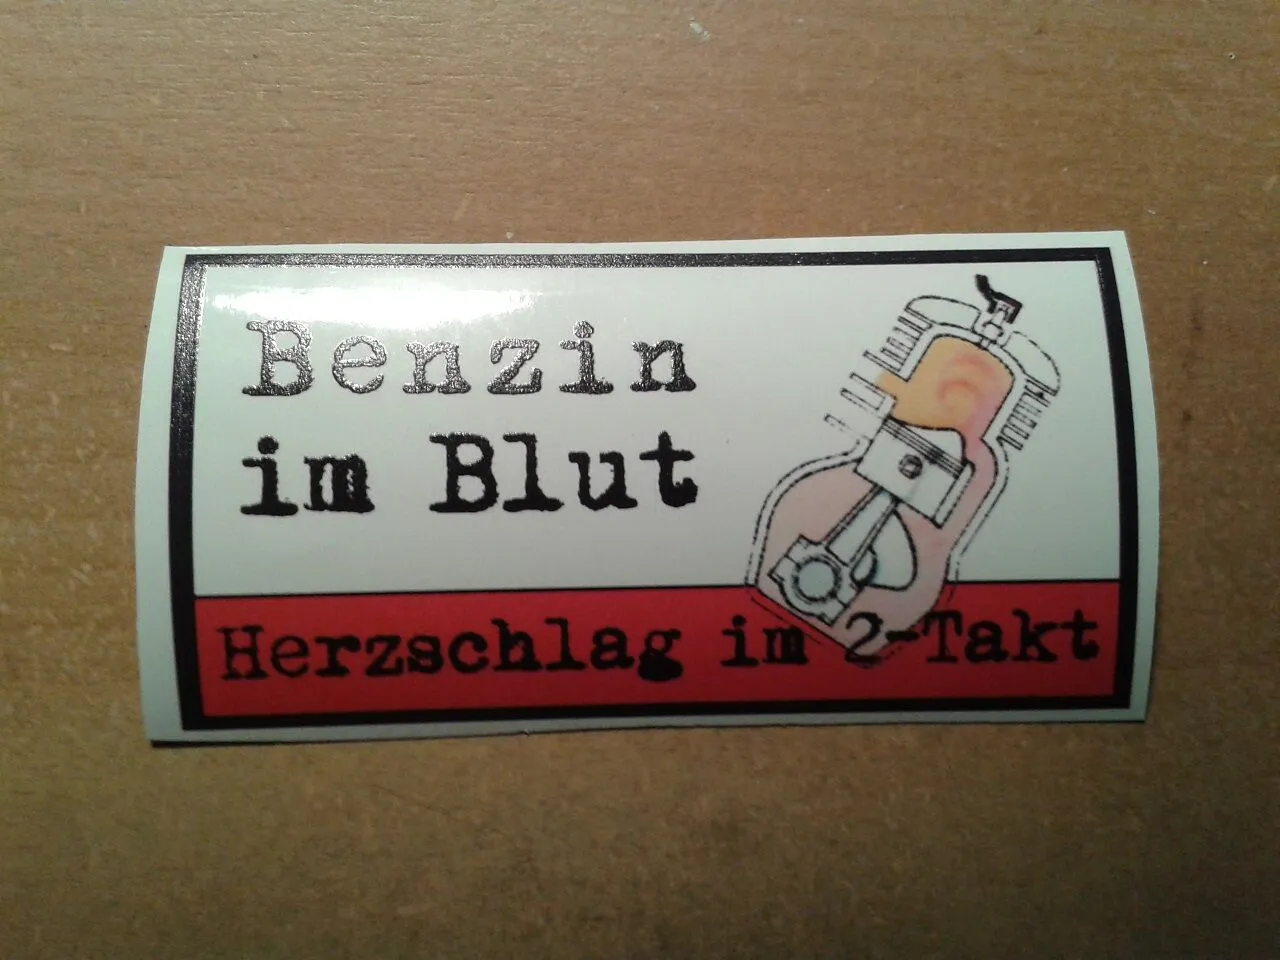 Benzin
im Blut
Herzschlag im 2-Takt